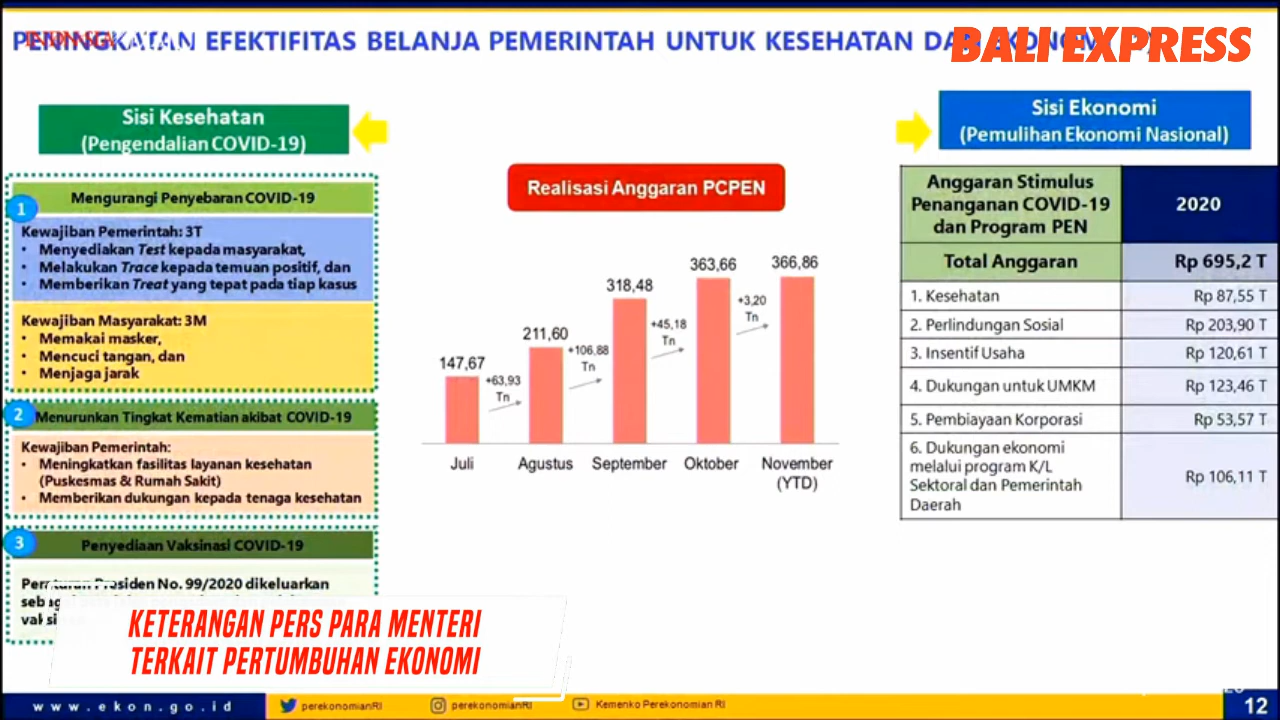 PENINGKATAN EFEKTIFITAS BELANJA PEMERINTAH UNTUK KESEHATAN DAN EKONOMI
BALI EXPRESS
Sisi Kesehatan
(Pengendalian COVID-19)
1
Mengurangi Penyebaran COVID-19
Kewajiban Pemerintah: 3T
• Menyediakan Test kepada masyarakat,
• Melakukan Trace kepada temuan positif, dan
• Memberikan Treat yang tepat pada tiap kasus
Kewajiban Masyarakat: 3M
• Memakai masker,
• Mencuci tangan, dan
• Menjaga jarak
2
Menurunkan Tingkat Kematian akibat COVID-19
Kewajiban Pemerintah:
• Meningkatkan fasilitas layanan kesehatan
(Puskesmas & Rumah Sakit)
• Memberikan dukungan kepada tenaga kesehatan
3
Penyediaan Vaksinasi COVID-19
Peraturan Presiden No. 99/2020 dikeluarkan
Realisasi Anggaran PCPEN
147,67
+63,93
Tn
211,60
+106,88
Tn
318,48
+45,18
Tn
363,66
+3,20
Tn
366,86
Juli
Agustus
September
Oktober
November
(YTD)
Sisi Ekonomi
(Pemulihan Ekonomi Nasional)
Anggaran Stimulus
Penanganan COVID-19
dan Program PEN
2020
Total Anggaran
Rp 695,2 T
1. Kesehatan
Rp 87,55 T
2. Perlindungan Sosial
Rp 203,90 T
3. Insentif Usaha
Rp 120,61 T
4. Dukungan untuk UMKM
Rp 123,46 T
5. Pembiayaan Korporasi
Rp 53,57 T
6. Dukungan ekonomi
melalui program K/L
Sektoral dan Pemerintah
Daerah
Rp 106,11 T
KETERANGAN PERS PARA MENTERI
TERKAIT PERTUMBUHAN EKONOMI
www.ekon.go.id
perekonomianRI
perekonomianRI
Kemenko Perekonomian RI
12